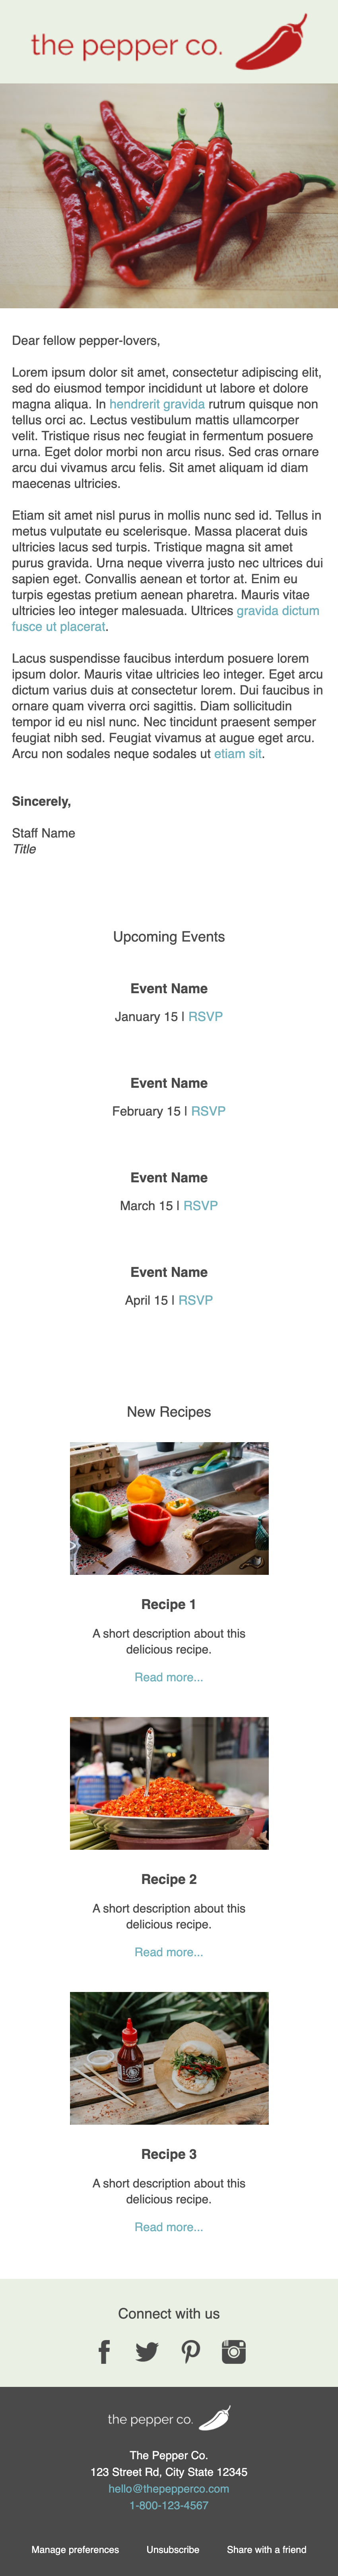 the pepper co.
Dear fellow pepper-lovers,
Lorem ipsum dolor sit amet, consectetur adipiscing elit,
sed do eiusmod tempor incididunt ut labore et dolore
magna aliqua. In hendrerit gravida rutrum quisque non
tellus orci ac. Lectus vestibulum mattis ullamcorper
velit. Tristique risus nec feugiat in fermentum posuere
urna. Eget dolor morbi non arcu risus. Sed cras ornare
arcu dui vivamus arcu felis. Sit amet aliquam id diam
maecenas ultricies.
Etiam sit amet nisl purus in mollis nunc sed id. Tellus in
metus vulputate eu scelerisque. Massa placerat duis
ultricies lacus sed turpis. Tristique magna sit amet
purus gravida. Urna neque viverra justo nec ultrices dui
sapien eget. Convallis aenean et tortor at. Enim eu
turpis egestas pretium aenean pharetra. Mauris vitae
ultricies leo integer malesuada. Ultrices gravida dictum
fusce ut placerat.
Lacus suspendisse faucibus interdum posuere lorem
ipsum dolor. Mauris vitae ultricies leo integer. Eget arcu
dictum varius duis at consectetur lorem. Dui faucibus in
ornare quam viverra orci sagittis. Diam sollicitudin
tempor id eu nisl nunc. Nec tincidunt praesent semper
feugiat nibh sed. Feugiat vivamus at augue eget arcu.
Arcu non sodales neque sodales ut etiam sit.
Sincerely,
Staff Name
Title
Upcoming Events
Event Name
January 15 | RSVP
Event Name
February 15 | RSVP
Event Name
March 15 | RSVP
Event Name
April 15 | RSVP
New Recipes
Recipe 1
A short description about this
delicious recipe.
Read more...
Recipe 2
A short description about this
delicious recipe.
Read more...
Recipe 3
A short description about this
delicious recipe.
Read more...
Connect with us
the pepper co.
The Pepper Co.
123 Street Rd, City State 12345
hello@thepepperco.com
1-800-123-4567
Manage preferences Unsubscribe Share with a friend